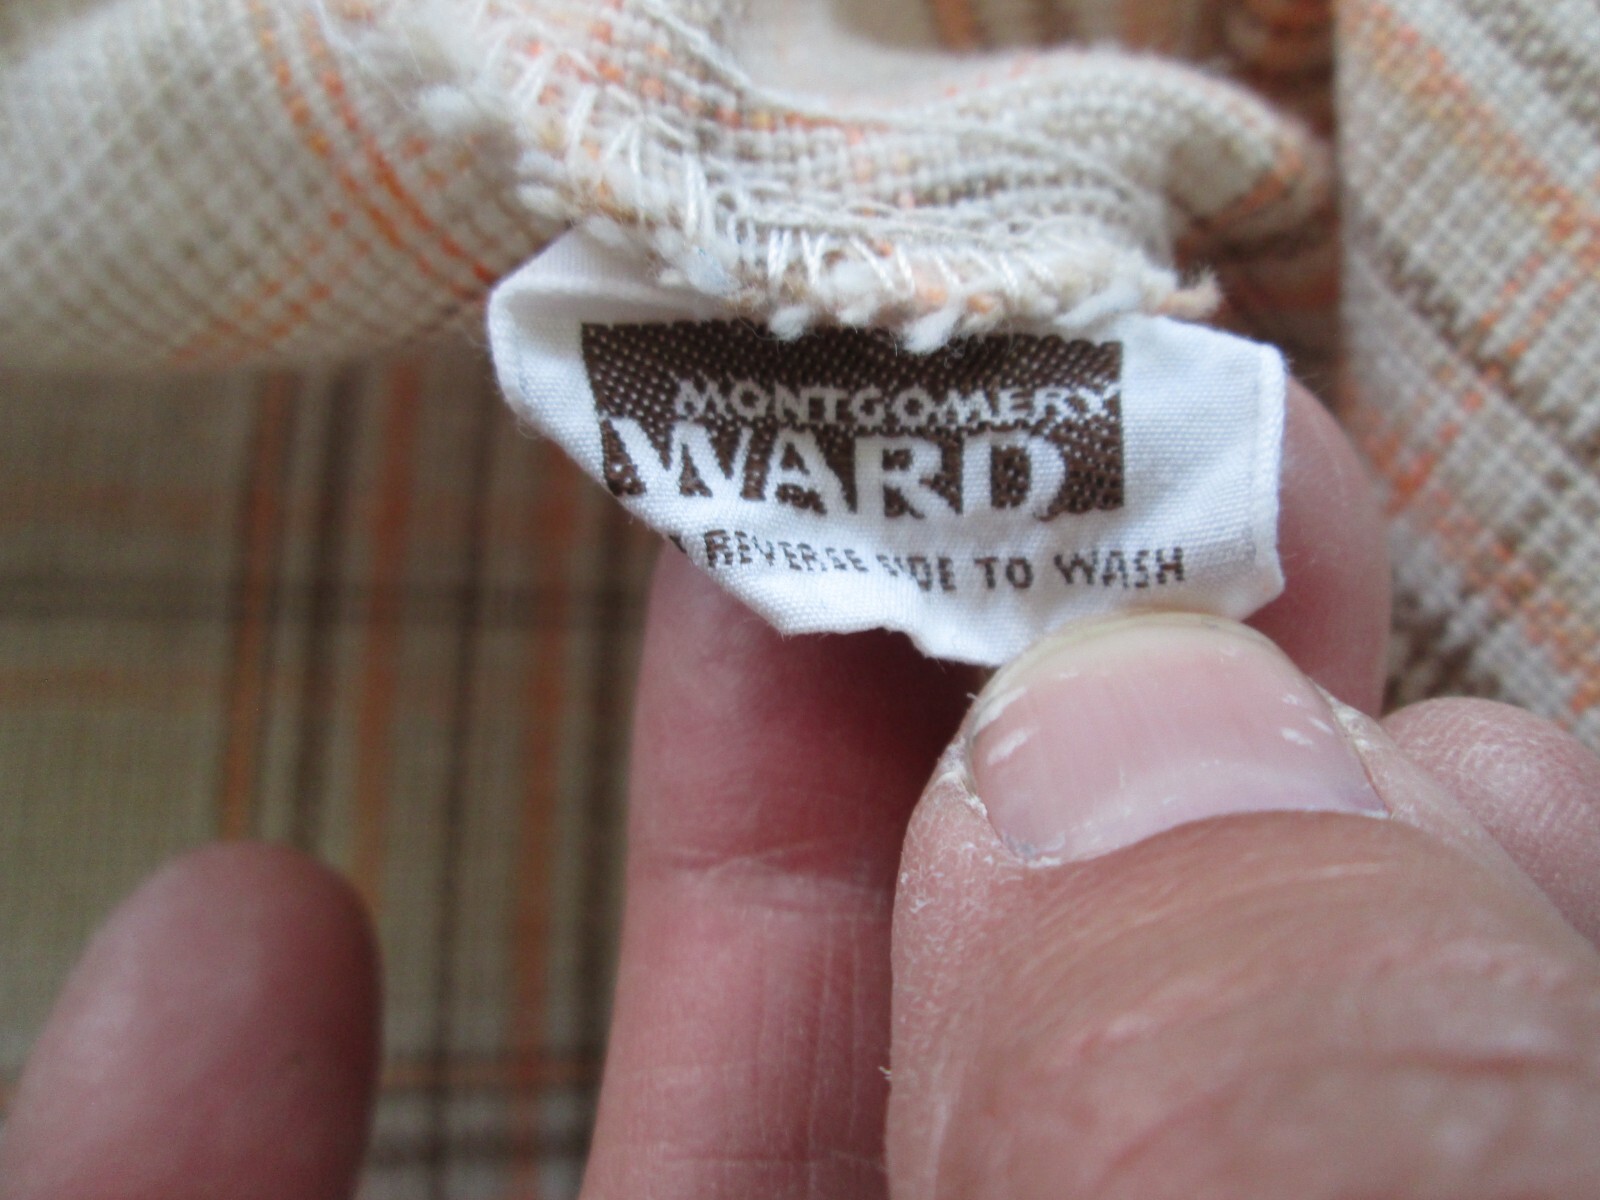 MONTGOMERY
WARD
REVERSE SIDE TO WASH